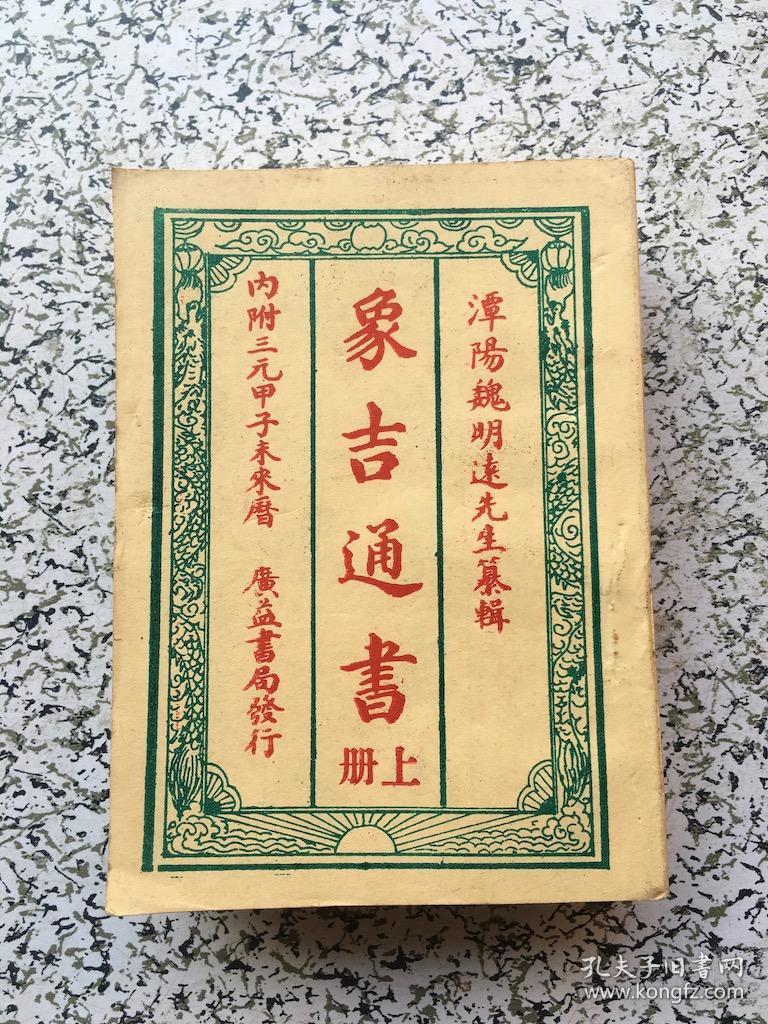 潭陽魏明遠先生纂輯
象吉通書
上册
内附三元甲子未來曆 廣益書局發行
孔夫子旧书网
www.kongfz.com